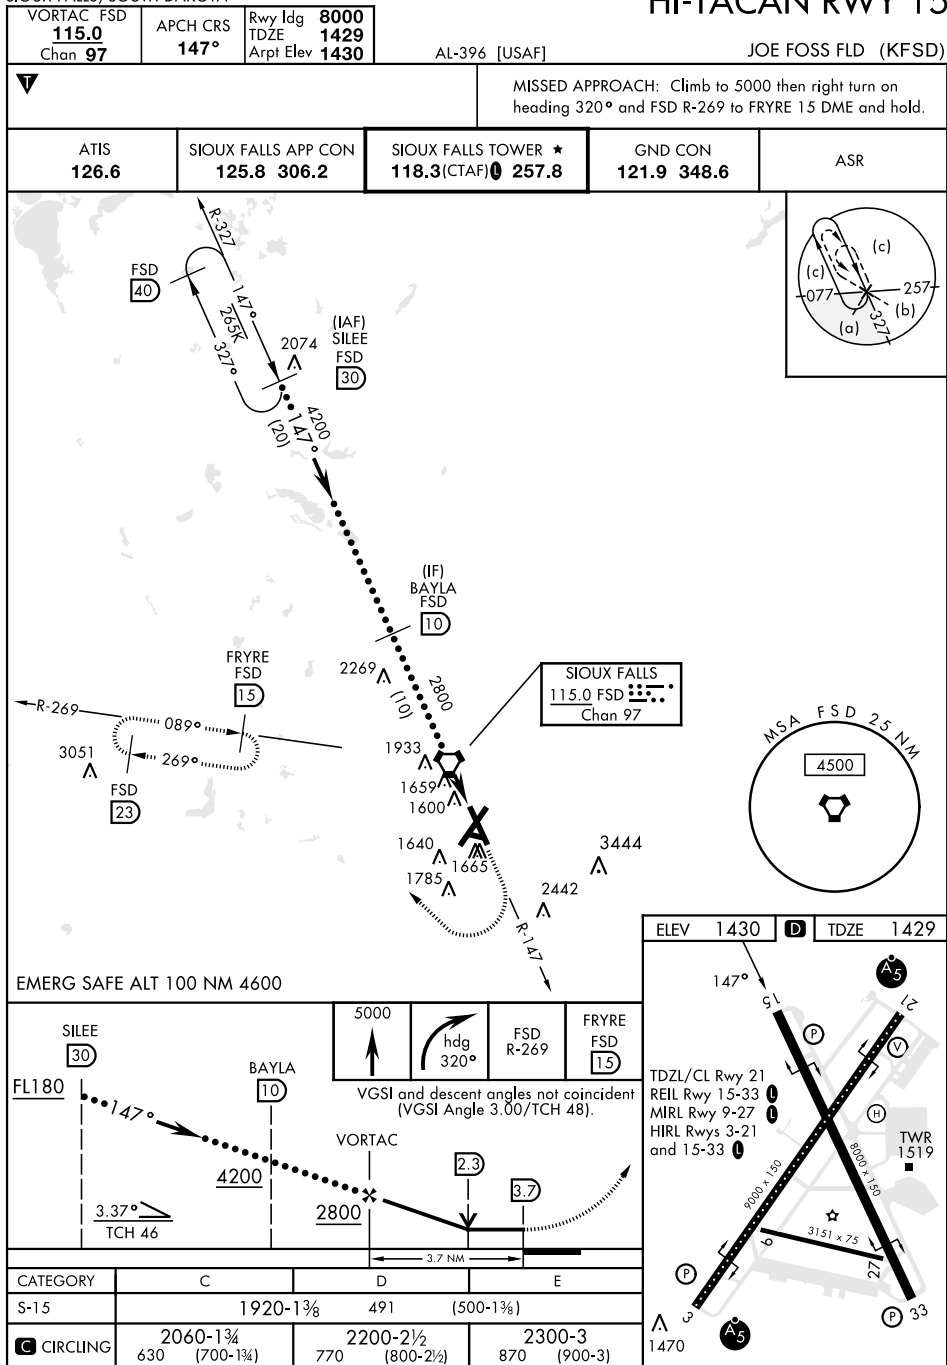 HI-TACAN RWY 15
VORTAC FSD
115.0
Chan 97
APCH CRS
147°
Rwy ldg 8000
TDZE 1429
Arpt Elev 1430
AL-396 [USAF]
JOE FOSS FLD (KFSD)
T
MISSED APPROACH: Climb to 5000 then right turn on
heading 320° and FSD R-269 to FRYRE 15 DME and hold.
ATIS
126.6
SIOUX FALLS APP CON
125.8 306.2
SIOUX FALLS TOWER ★
118.3(CTAF) L 257.8
GND CON
121.9 348.6
ASR
R-327
FSD
40
147°
265K
327°
2074
(IAF)
SILEE
FSD
30
4200
147°
(20)
(c)
(c)
077
257
(b)
(a)
327
(IF)
BAYLA
FSD
10
2269
2800
(10)
FRYRE
FSD
15
R-269
089°
269°
3051
FSD
23
SIOUX FALLS
115.0 FSD
Chan 97
1933
1659
1600
1640
1665
1785
3444
2442
R-147
MSA FSD 25 NM
4500
EMERG SAFE ALT 100 NM 4600
ELEV 1430 D TDZE 1429
147°
A5
15
21
P
V
TDZL/CL Rwy 21
REIL Rwy 15-33 L
MIRL Rwy 9-27 L
HIRL Rwys 3-21
and 15-33 L
H
TWR
1519
9000 x 150
8000 x 150
3151 x 75
9
27
P
3
33
P
1470
A5
5000
hdg
320°
FSD
R-269
FRYRE
FSD
15
SILEE
30
FL180
147°
BAYLA
10
4200
VGSI and descent angles not coincident
(VGSI Angle 3.00/TCH 48).
VORTAC
2800
2.3
3.7
3.37°
TCH 46
3.7 NM
CATEGORY C D E
S-15 1920-1⅜ 491 (500-1⅜)
C CIRCLING
2060-1¾
630 (700-1¾)
2200-2½
770 (800-2½)
2300-3
870 (900-3)